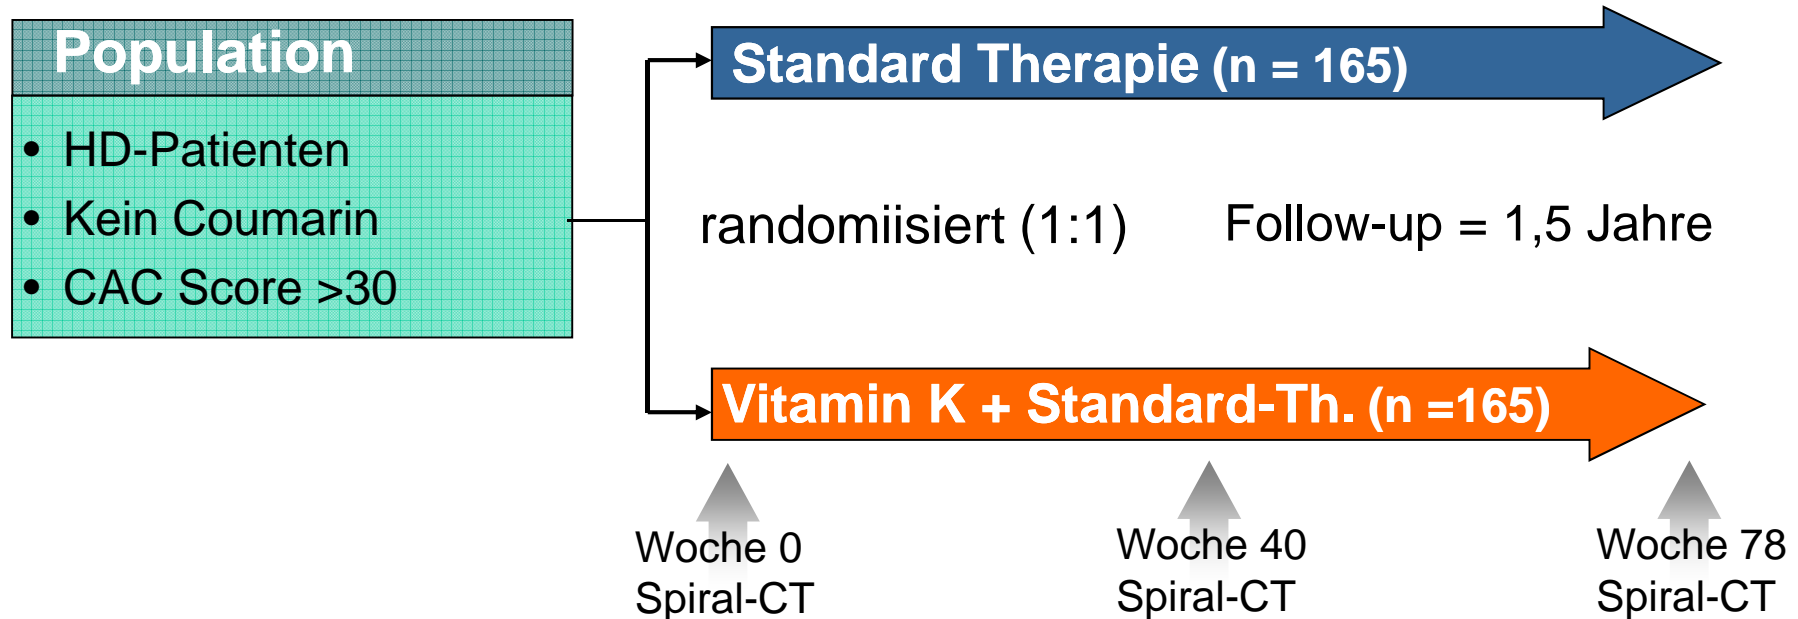 Population
• HD-Patienten
• Kein Coumarin
• CAC Score >30
Standard Therapie (n = 165)
randomiisiert (1:1)
Follow-up = 1,5 Jahre
Vitamin K + Standard-Th. (n =165)
Woche 0
Spiral-CT
Woche 40
Spiral-CT
Woche 78
Spiral-CT